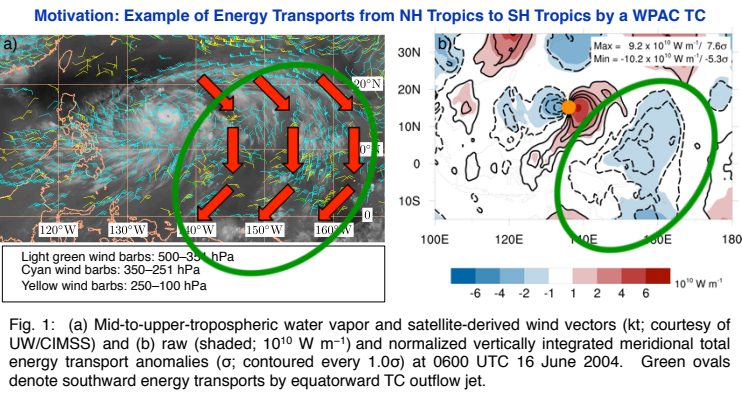 Motivation: Example of Energy Transports from NH Tropics to SH Tropics by a WPAC TC
a)
20°N
0°N
0
120°W
130°W
40°W
150°W
160°W
Light green wind barbs: 500–351 hPa
Cyan wind barbs: 350–251 hPa
Yellow wind barbs: 250–100 hPa
b)
Max = 9.2 x 10¹⁰ W m⁻¹/ 7.6σ
Min = -10.2 x 10¹⁰ W m⁻¹/ -5.3σ
30N
20N
10N
0
10S
100E
120E
140E
160E
180
-6 -4 -2 -1 1 2 4 6
10¹⁰ W m⁻¹
Fig. 1: (a) Mid-to-upper-tropospheric water vapor and satellite-derived wind vectors (kt; courtesy of
UW/CIMSS) and (b) raw (shaded; 10¹⁰ W m⁻¹) and normalized vertically integrated meridional total
energy transport anomalies (σ; contoured every 1.0σ) at 0600 UTC 16 June 2004. Green ovals
denote southward energy transports by equatorward TC outflow jet.